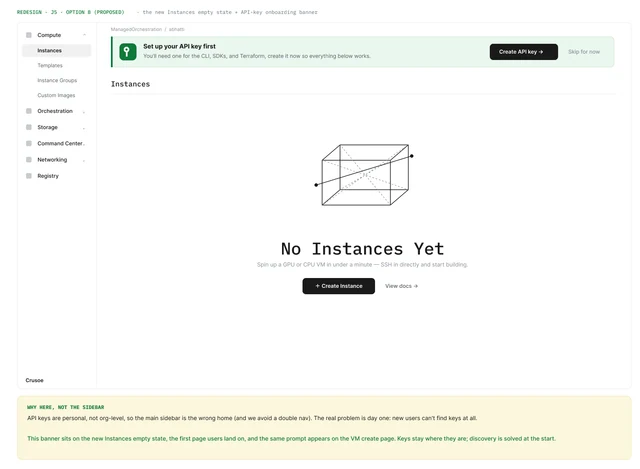 REDESIGN · 25 · OPTION B (PROPOSED) · the new Instances empty state + API-key onboarding banner
ManagedOrchestration /
Compute
Instances
Templates
Instance Groups
Custom Images
Orchestration
Storage
Command Center
Networking
Registry
Crusoe
Set up your API key first
You'll need one for the CLI, SDKs, and Terraform, create it now so everything below works.
Create API key →
Skip for now
Instances
No Instances Yet
Spin up a GPU or CPU VM in under a minute — SSH in directly and start building.
+ Create Instance
View docs →
WHY HERE, NOT THE SIDEBAR
API keys are personal, not org-level, so the main sidebar is the wrong home (and we avoid a double nav). The real problem is day one: new users can't find keys at all.
This banner sits on the new Instances empty state, the first page users land on, and the same prompt appears on the VM create page. Keys stay where they are; discovery is solved at the start.